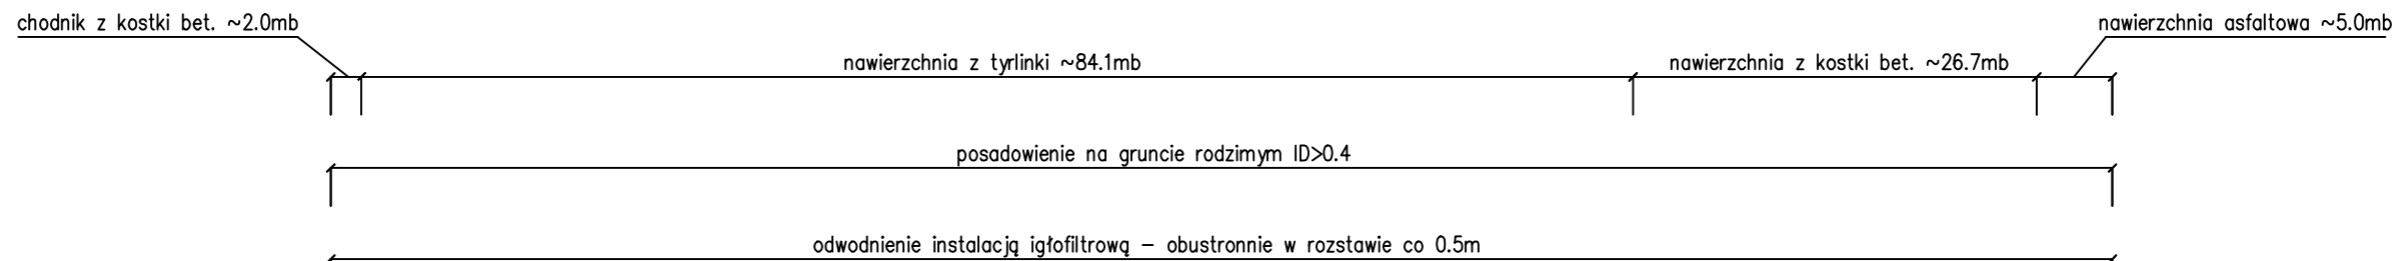 chodnik z kostki bet. ~2.0mb
nawierzchnia asfaltowa ~5.0mb
nawierzchnia z tyrlinki ~84.1mb
nawierzchnia z kostki bet. ~26.7mb
posadowienie na gruncie rodzimym ID>0.4
odwodnienie instalacją igłofiltrową – obustronnie w rozstawie co 0.5m